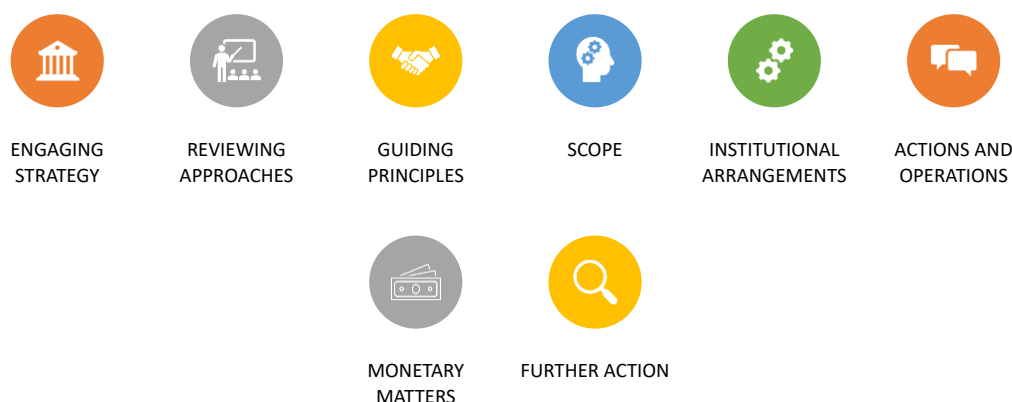 ENGAGING
STRATEGY
REVIEWING
APPROACHES
GUIDING
PRINCIPLES
SCOPE
INSTITUTIONAL
ARRANGEMENTS
ACTIONS AND
OPERATIONS
MONETARY
MATTERS
FURTHER ACTION